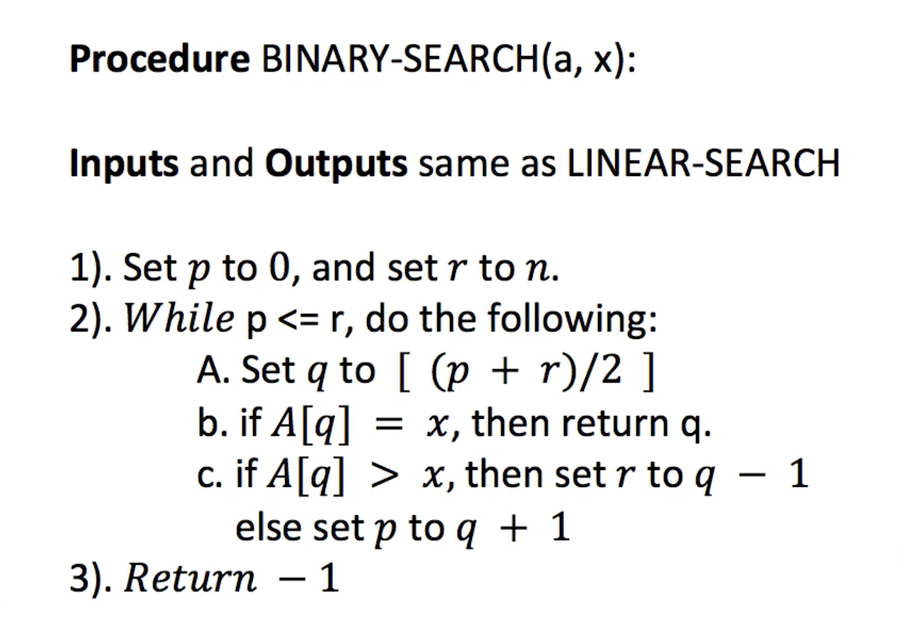 Procedure BINARY-SEARCH(a, x):
Inputs and Outputs same as LINEAR-SEARCH
1). Set p to 0, and set r to n.
2). While p <= r, do the following:
A. Set q to [ (p + r)/2 ]
b. if A[q] = x, then return q.
c. if A[q] > x, then set r to q − 1
else set p to q + 1
3). Return − 1